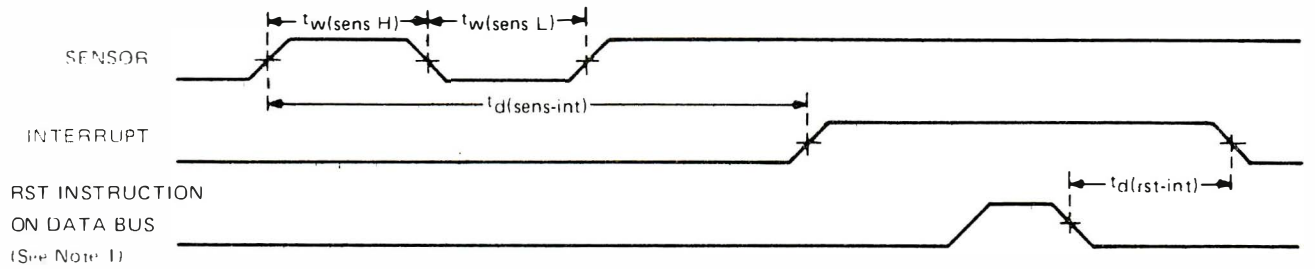 tw(sens H) tw(sens L)
SENSOR
td(sens-int)
INTERRUPT
td(rst-int)
RST INSTRUCTION
ON DATA BUS
(See Note 1)